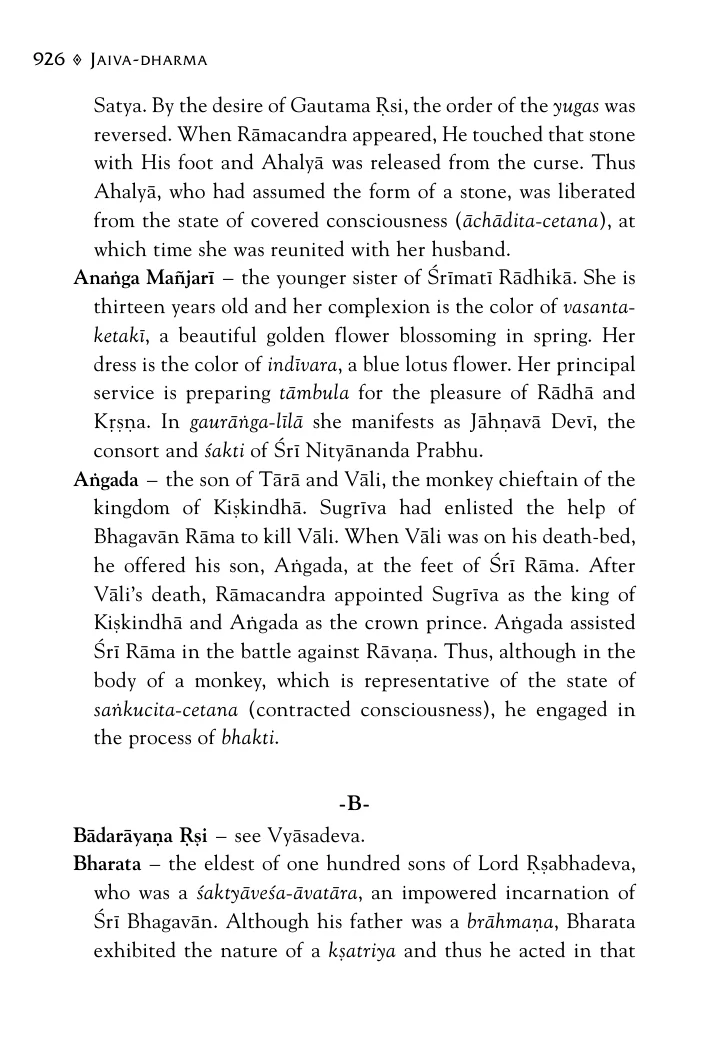 926 ◊ JAIVA-DHARMA
Satya. By the desire of Gautama Ṛsi, the order of the yugas was
reversed. When Rāmacandra appeared, He touched that stone
with His foot and Ahalyā was released from the curse. Thus
Ahalyā, who had assumed the form of a stone, was liberated
from the state of covered consciousness (āchādita-cetana), at
which time she was reunited with her husband.
Anaṅga Mañjarī – the younger sister of Śrīmatī Rādhikā. She is
thirteen years old and her complexion is the color of vasanta-
ketakī, a beautiful golden flower blossoming in spring. Her
dress is the color of indīvara, a blue lotus flower. Her principal
service is preparing tāmbula for the pleasure of Rādhā and
Kṛṣṇa. In gaurāṅga-līlā she manifests as Jāhṇavā Devī, the
consort and śakti of Śrī Nityānanda Prabhu.
Aṅgada – the son of Tārā and Vāli, the monkey chieftain of the
kingdom of Kiṣkindhā. Sugrīva had enlisted the help of
Bhagavān Rāma to kill Vāli. When Vāli was on his death-bed,
he offered his son, Aṅgada, at the feet of Śrī Rāma. After
Vāli's death, Rāmacandra appointed Sugrīva as the king of
Kiṣkindhā and Aṅgada as the crown prince. Aṅgada assisted
Śrī Rāma in the battle against Rāvaṇa. Thus, although in the
body of a monkey, which is representative of the state of
saṅkucita-cetana (contracted consciousness), he engaged in
the process of bhakti.
-B-
Bādarāyaṇa Ṛṣi – see Vyāsadeva.
Bharata – the eldest of one hundred sons of Lord Ṛṣabhadeva,
who was a śaktyāveśa-āvatāra, an impowered incarnation of
Śrī Bhagavān. Although his father was a brāhmaṇa, Bharata
exhibited the nature of a kṣatriya and thus he acted in that